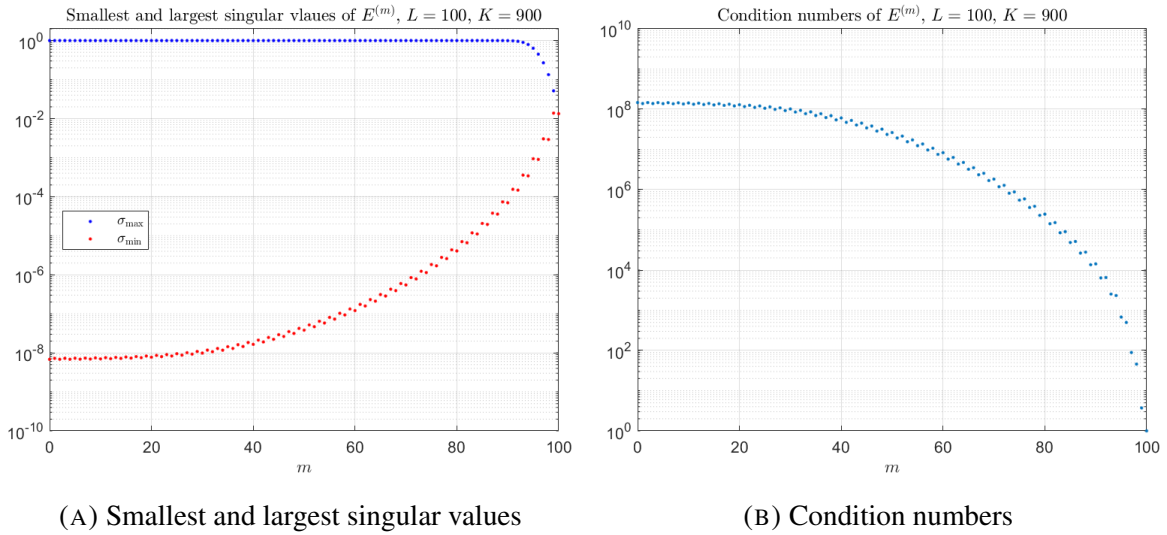 Smallest and largest singular vlaues of E^(m), L = 100, K = 900
10^0
10^-2
10^-4
10^-6
10^-8
10^-10
σ_max
σ_min
0 20 40 60 80 100
m
(A) Smallest and largest singular values
Condition numbers of E^(m), L = 100, K = 900
10^10
10^8
10^6
10^4
10^2
10^0
0 20 40 60 80 100
m
(B) Condition numbers